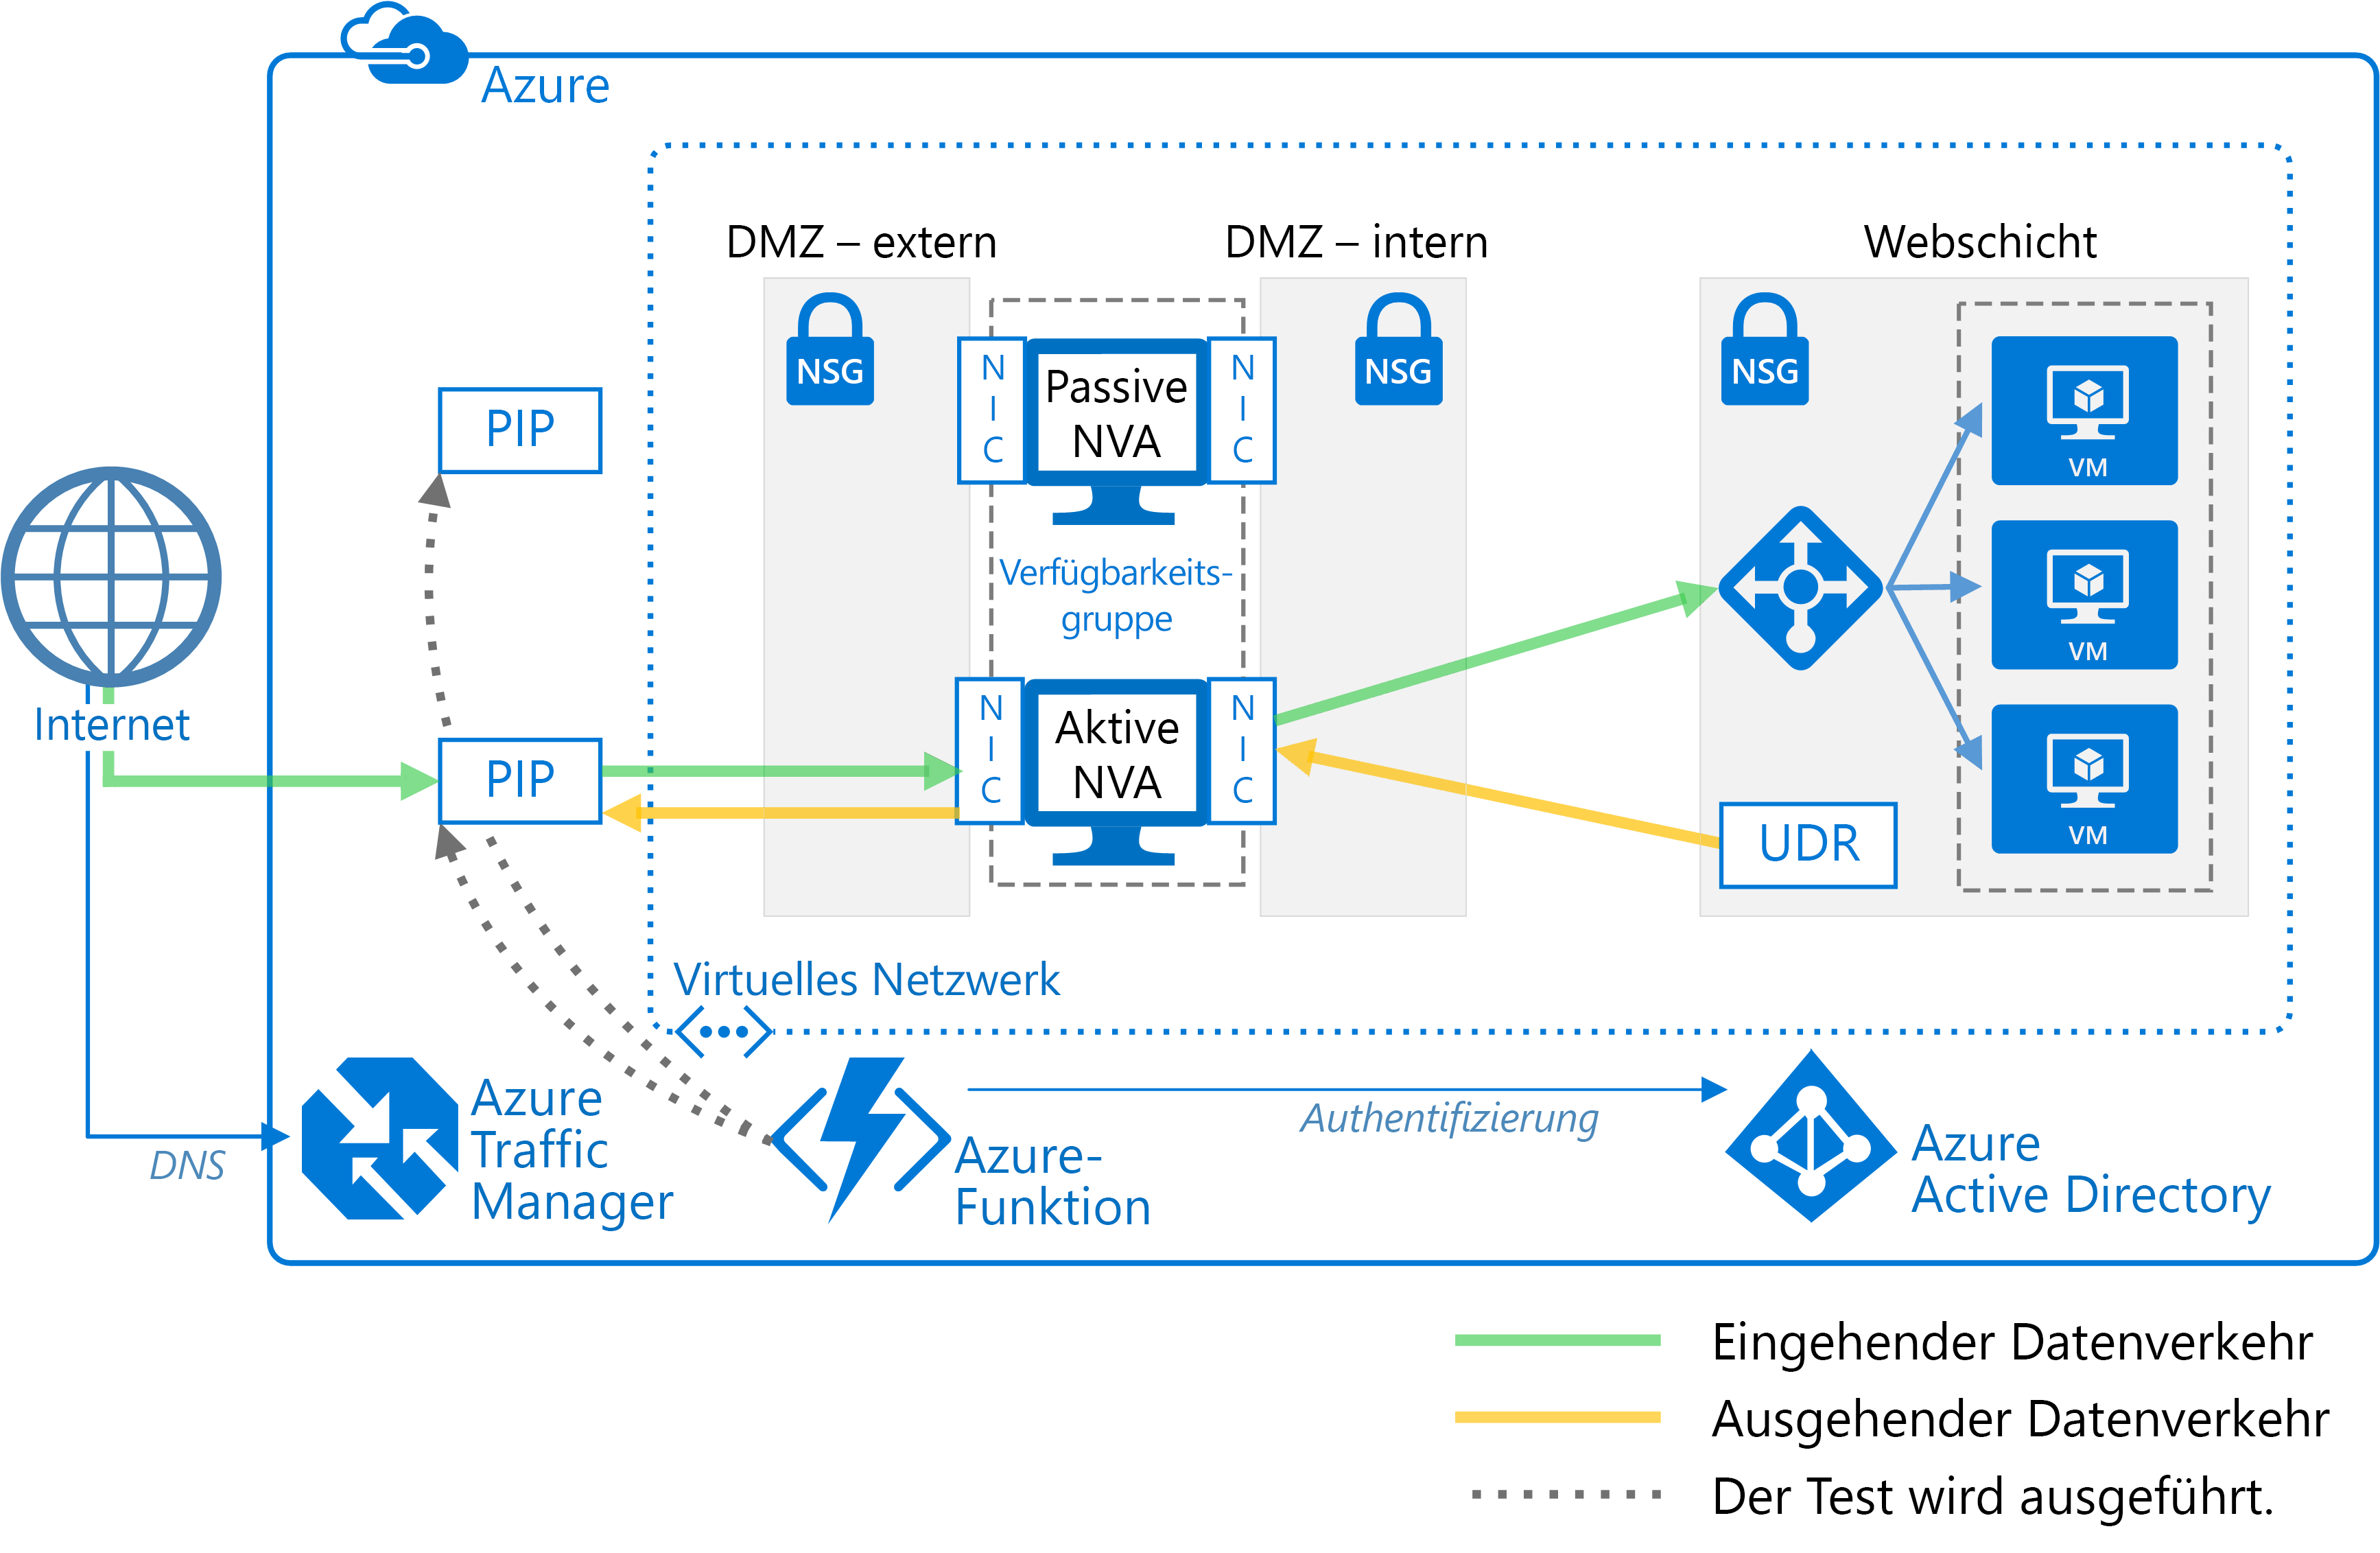 Azure
DMZ – extern
DMZ – intern
Webschicht
NSG
NIC
Passive
NVA
NIC
NSG
NSG
VM
PIP
Verfügbarkeits-
gruppe
VM
Internet
PIP
NIC
Aktive
NVA
NIC
UDR
VM
Virtuelles Netzwerk
DNS
Azure
Traffic
Manager
Azure-
Funktion
Authentifizierung
Azure
Active Directory
Eingehender Datenverkehr
Ausgehender Datenverkehr
Der Test wird ausgeführt.